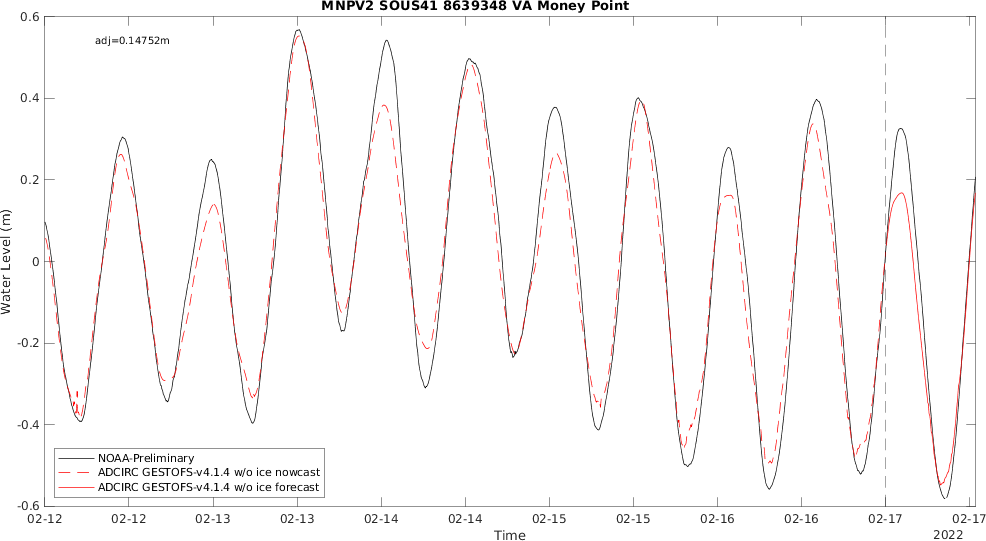 MNPV2 SOUS41 8639348 VA Money Point
adj=0.14752m
0.6
0.4
0.2
0
-0.2
-0.4
-0.6
Water Level (m)
NOAA-Preliminary
ADCIRC GESTOFS-v4.1.4 w/o ice nowcast
ADCIRC GESTOFS-v4.1.4 w/o ice forecast
02-12 02-12 02-13 02-13 02-14 02-14 02-15 02-15 02-16 02-16 02-17 02-17
Time
2022